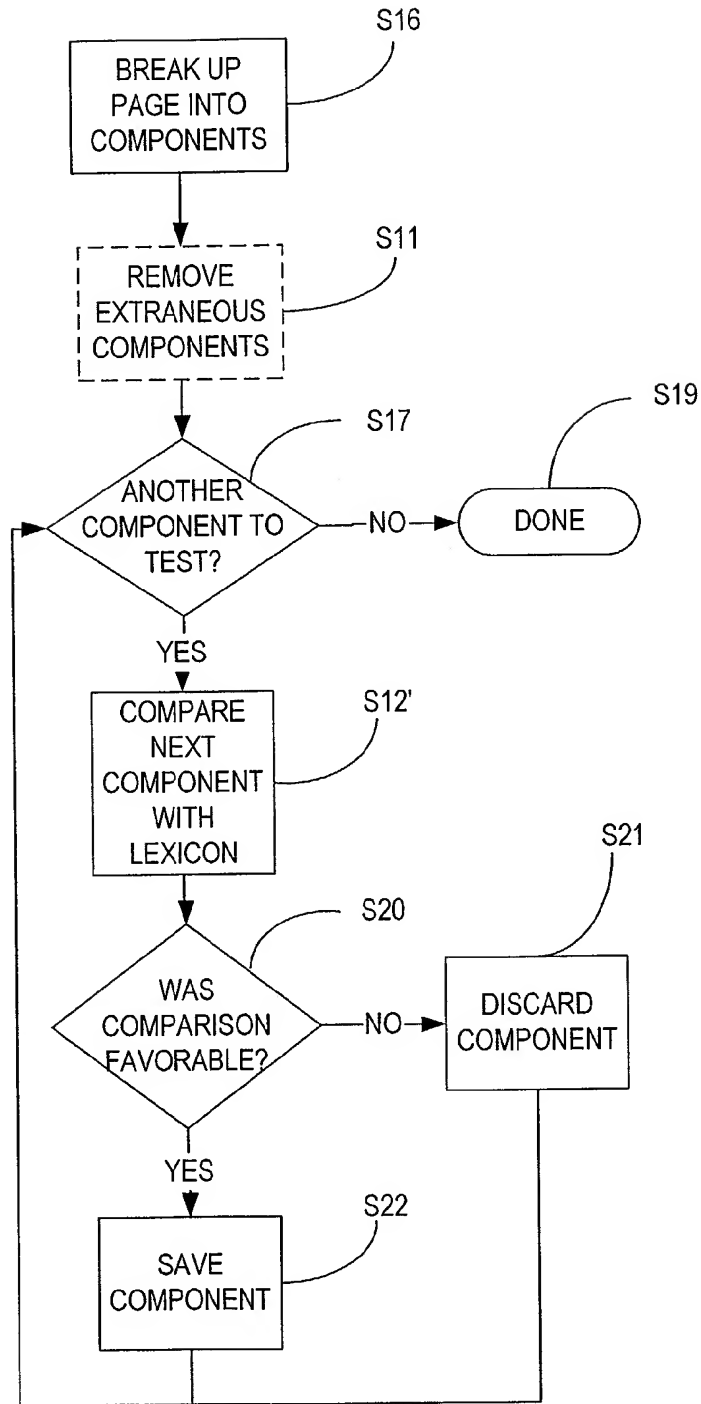 S16
BREAK UP
PAGE INTO
COMPONENTS
S11
REMOVE
EXTRANEOUS
COMPONENTS
S17
S19
ANOTHER
COMPONENT TO
TEST?
NO
DONE
YES
S12'
COMPARE
NEXT
COMPONENT
WITH
LEXICON
S21
S20
WAS
COMPARISON
FAVORABLE?
NO
DISCARD
COMPONENT
YES
S22
SAVE
COMPONENT